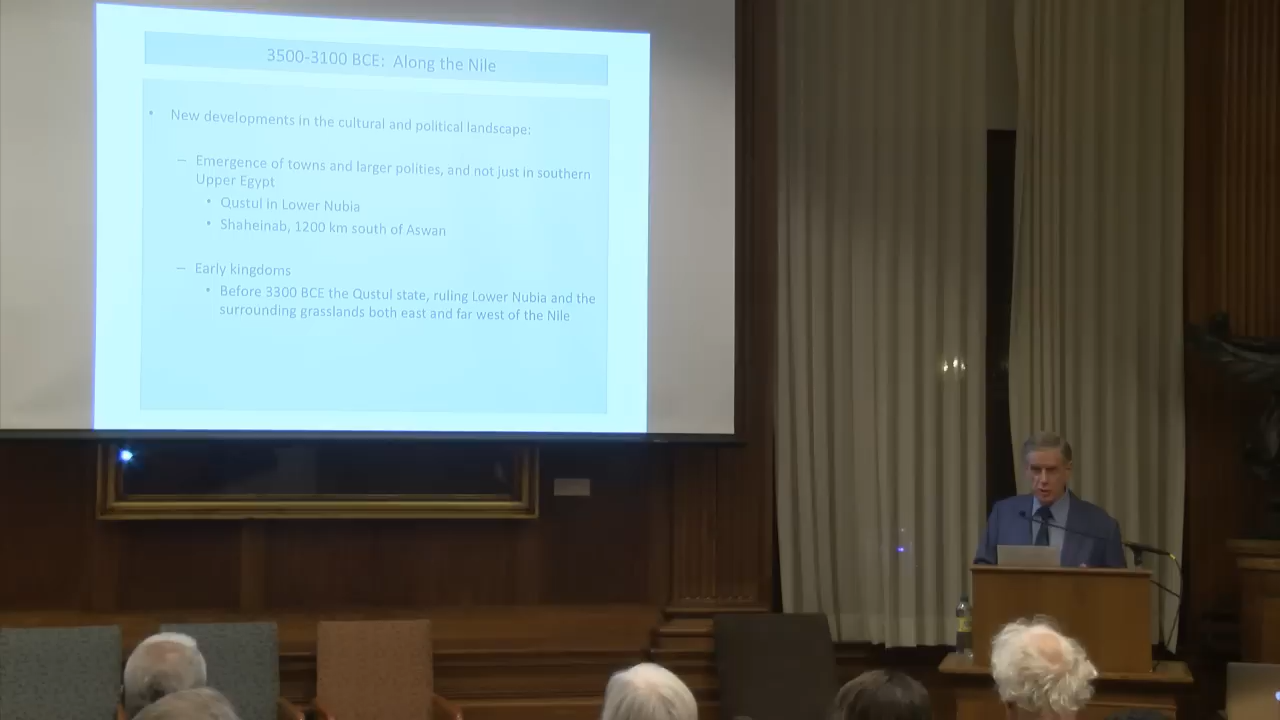 3500-3100 BCE:  Along the Nile
• New developments in the cultural and political landscape:
– Emergence of towns and larger polities, and not just in southern
Upper Egypt
• Qustul in Lower Nubia
• Shaheinab, 1200 km south of Aswan
– Early kingdoms
• Before 3300 BCE the Qustul state, ruling Lower Nubia and the
surrounding grasslands both east and far west of the Nile